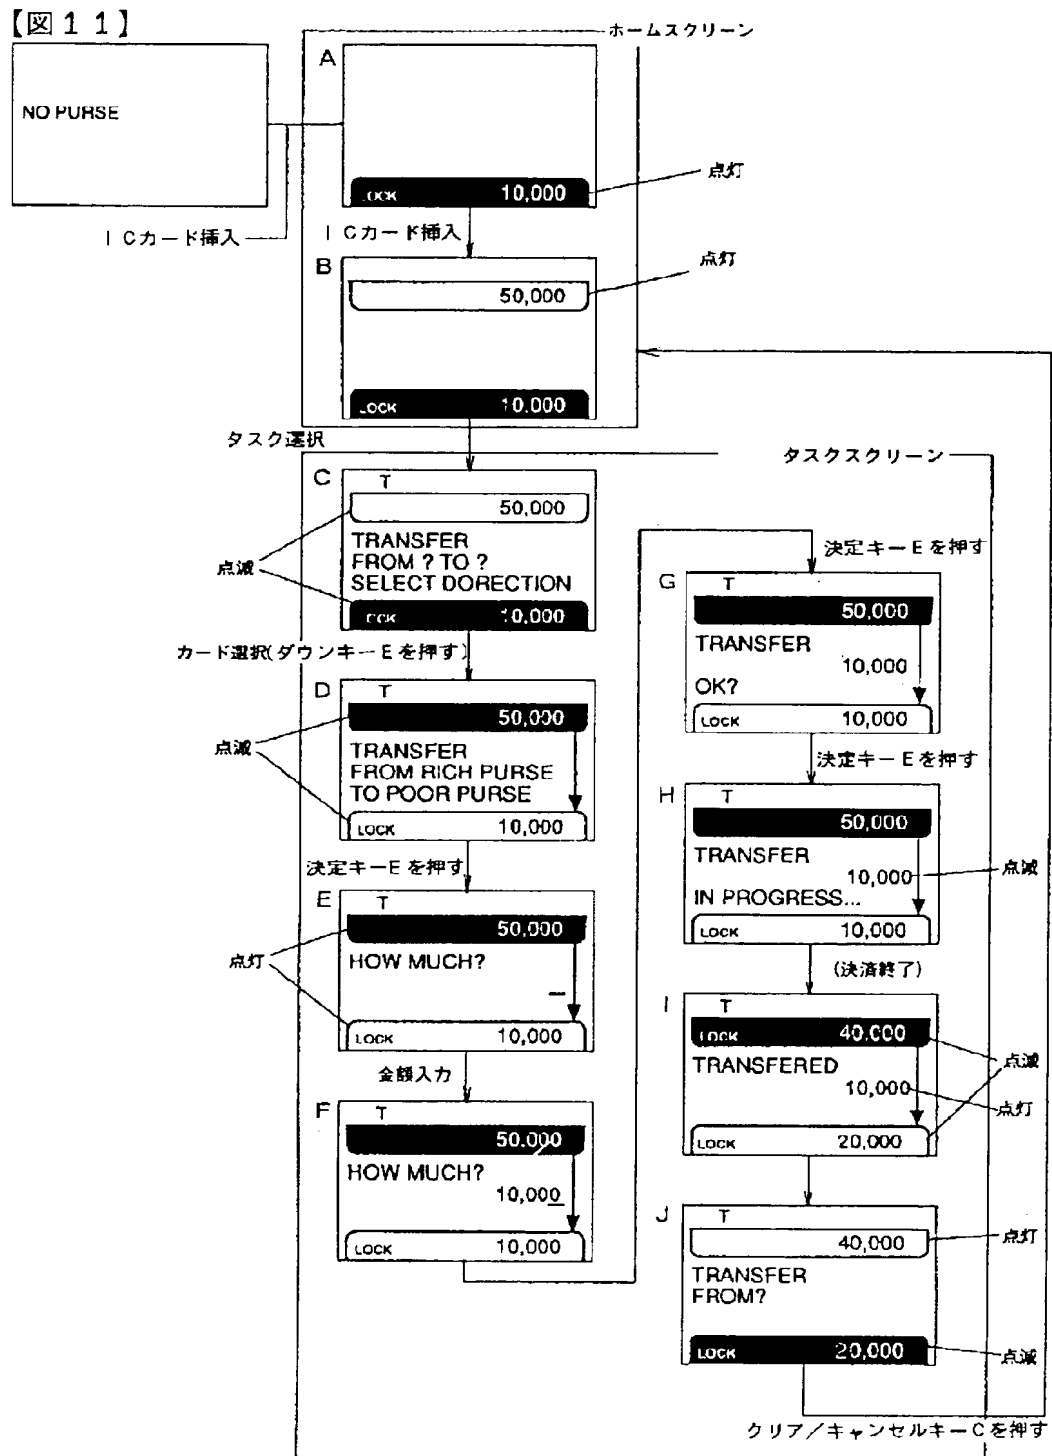 【図１１】
ホームスクリーン
NO PURSE
ICカード挿入
A
LOCK 10,000
点灯
ICカード挿入
B
50,000
点灯
LOCK 10.000
タスク選択
タスクスクリーン
C
T
50,000
点滅
TRANSFER
FROM ? TO ?
SELECT DORECTION
10,000
カード選択(ダウンキーEを押す)
D
T
50,000
点滅
TRANSFER
FROM RICH PURSE
TO POOR PURSE
LOCK 10,000
決定キーEを押す
E
T
50,000
点灯
HOW MUCH?
LOCK 10,000
金額入力
F
T
50.000
HOW MUCH?
10,000
LOCK 10,000
決定キーEを押す
G
T
50,000
TRANSFER
10,000
OK?
LOCK 10,000
決定キーEを押す
H
T
50,000
TRANSFER
10,000
点滅
IN PROGRESS...
LOCK 10,000
(決済終了)
I
T
LOCK 40.000
点滅
TRANSFERED
10,000
点灯
LOCK 20,000
J
T
40,000
点灯
TRANSFER
FROM?
LOCK 20,000
点滅
クリア/キャンセルキーCを押す